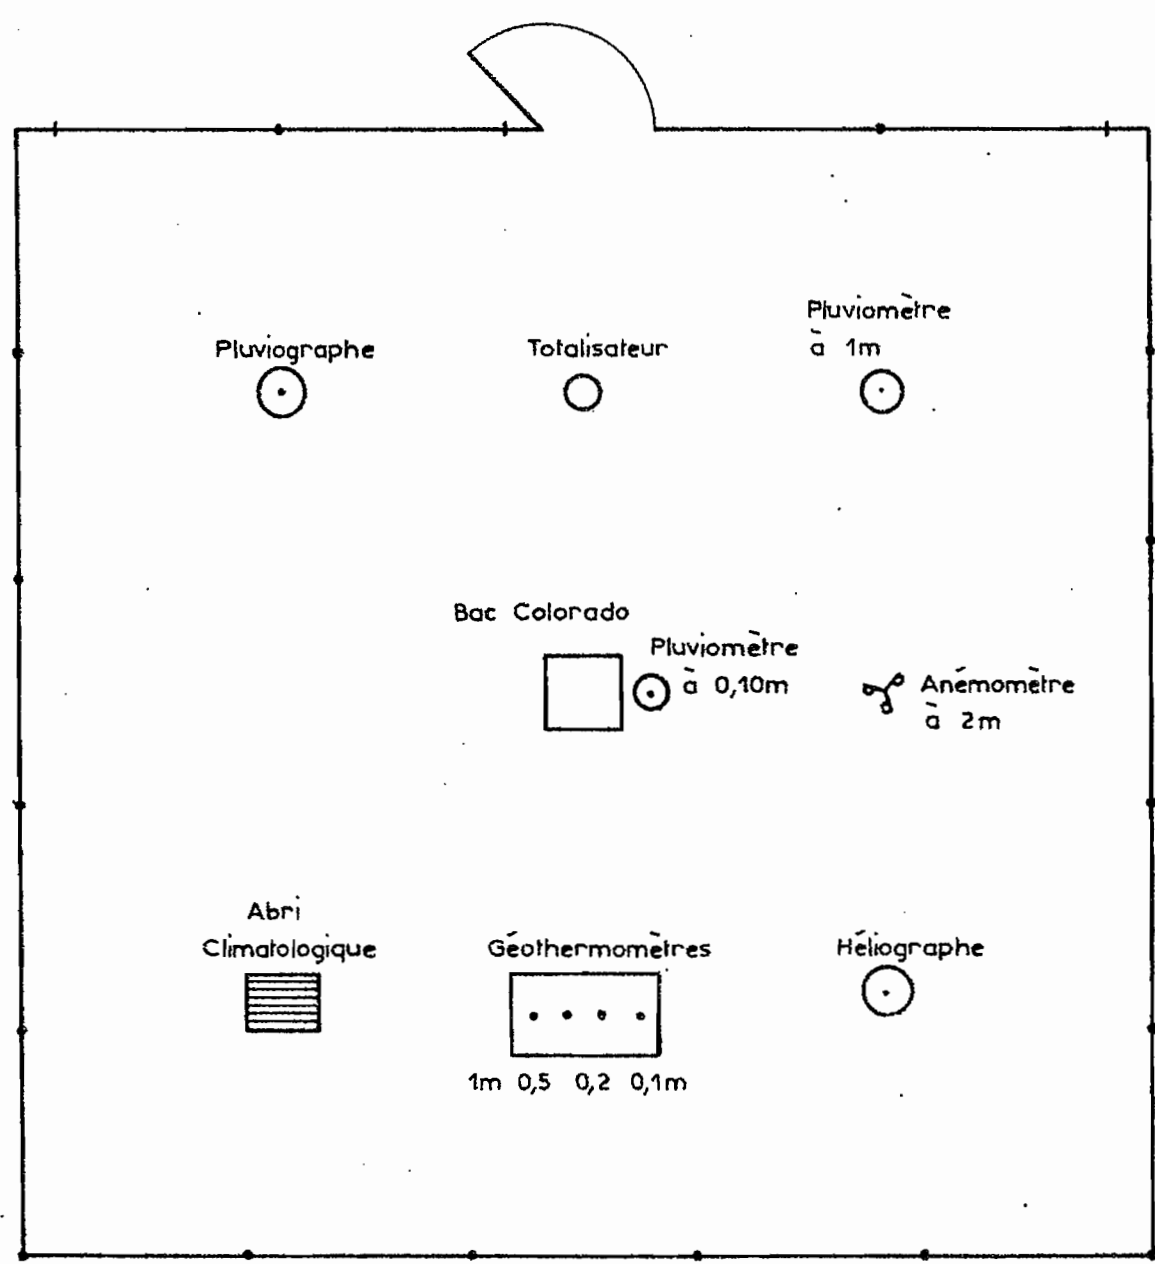 Pluviomètre
Pluviographe
Totalisateur
à 1m
Bac Colorado
Pluviomètre
à 0,10m
Anémomètre
à 2m
Abri
Climatologique
Géothermomètres
Héliographe
1m 0,5 0,2 0,1m